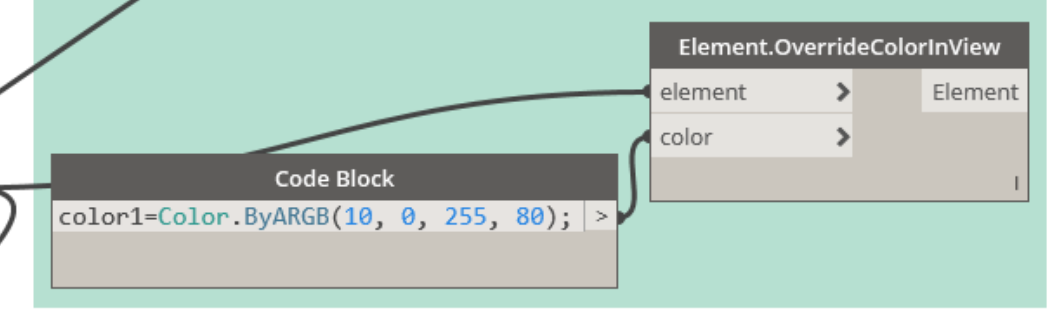 Element.OverrideColorInView
element > Element
color >
|
Code Block
color1=Color.ByARGB(10, 0, 255, 80); >